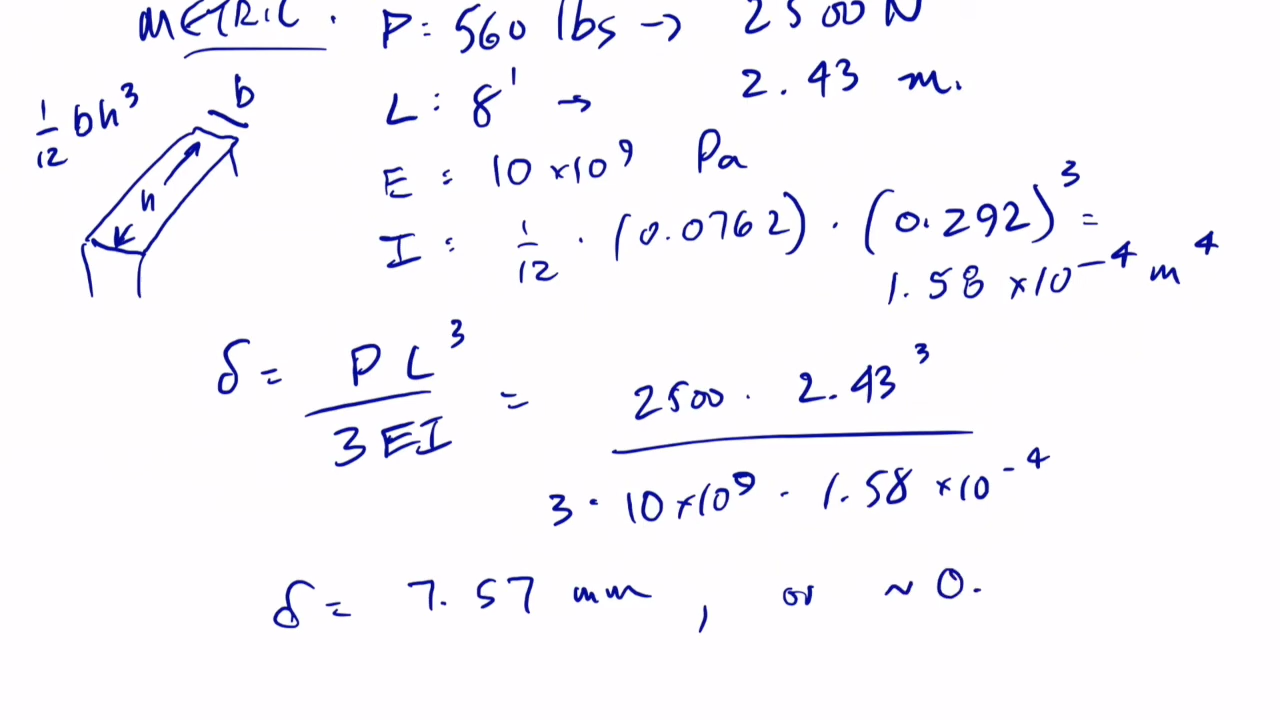 METRIC. P: 560 lbs → 2500 N
L: 8' → 2.43 m.
E: 10 ×10⁹ Pa
I: 1/12 · (0.0762) · (0.292)³ =
1.58 ×10⁻⁴ m⁴
1/12 bh³
b
h
δ = PL³/3EI = 2500 · 2.43³ / 3 · 10 ×10⁹ · 1.58 ×10⁻⁴
δ = 7.57 mm, or ~ 0.